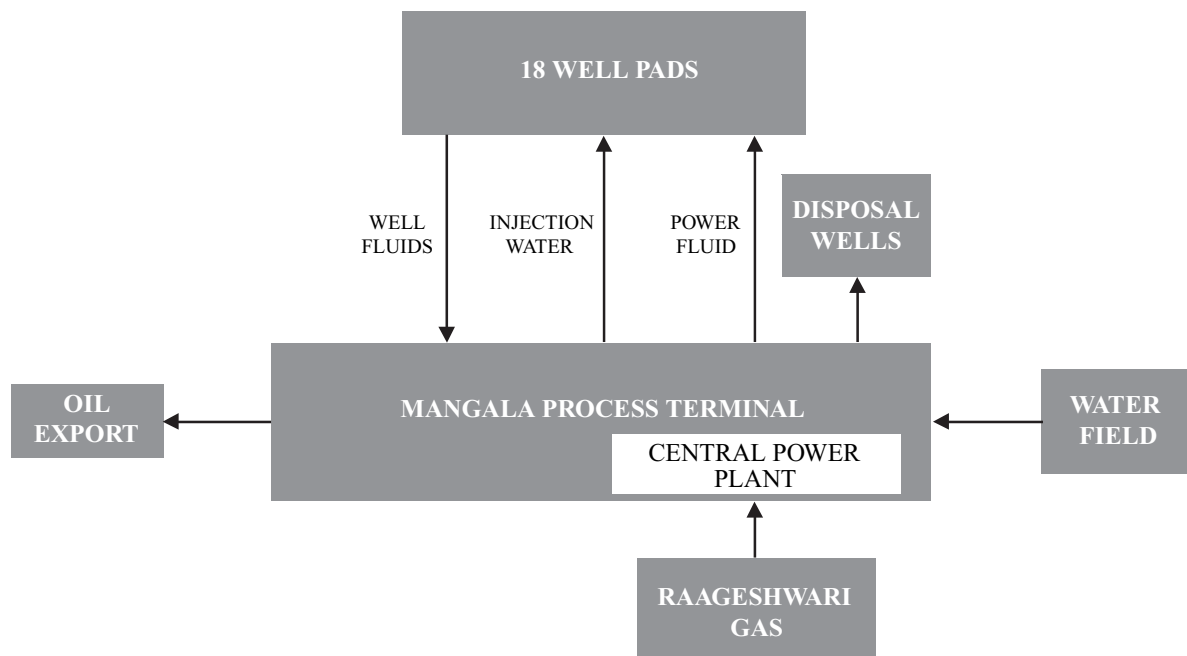 18 WELL PADS
WELL
FLUIDS
INJECTION
WATER
POWER
FLUID
DISPOSAL
WELLS
OIL
EXPORT
MANGALA PROCESS TERMINAL
WATER
FIELD
CENTRAL POWER
PLANT
RAAGESHWARI
GAS